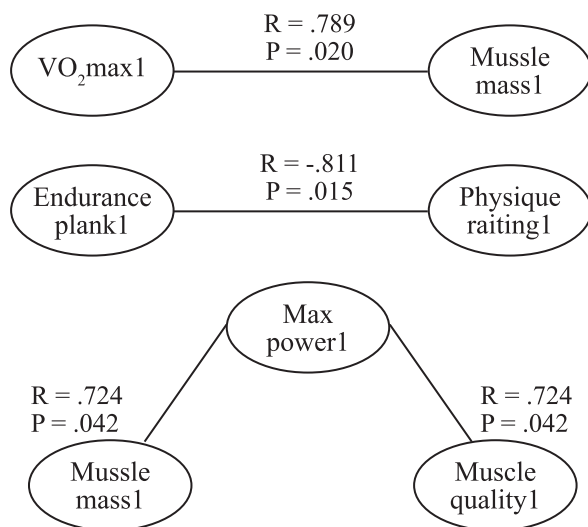 R = .789
P = .020
VO₂max1
Mussle
mass1
R = -.811
P = .015
Endurance
plank1
Physique
raiting1
Max
power1
R = .724
P = .042
R = .724
P = .042
Mussle
mass1
Muscle
quality1